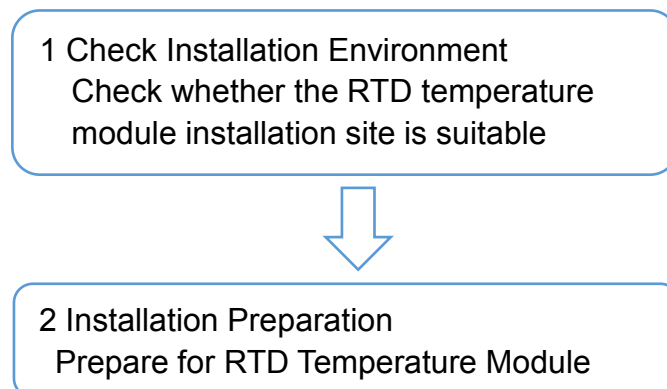 1 Check Installation Environment
Check whether the RTD temperature
module installation site is suitable
2 Installation Preparation
Prepare for RTD Temperature Module